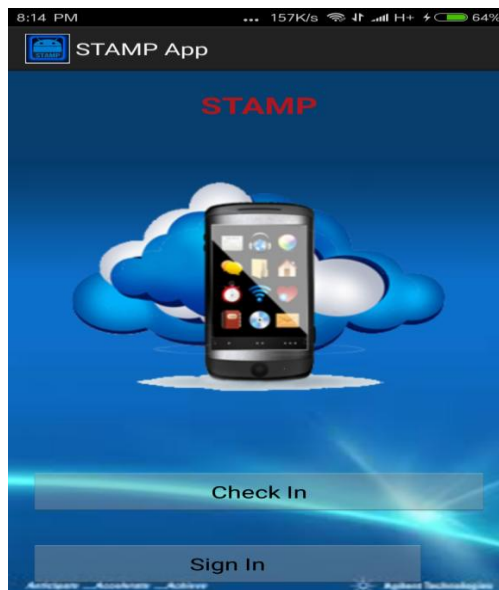 8:14 PM ... 157K/s H+ 64%
STAMP App
STAMP
Check In
Sign In
Anticipate ....Accelerate ....Achieve
Agilent Technologies